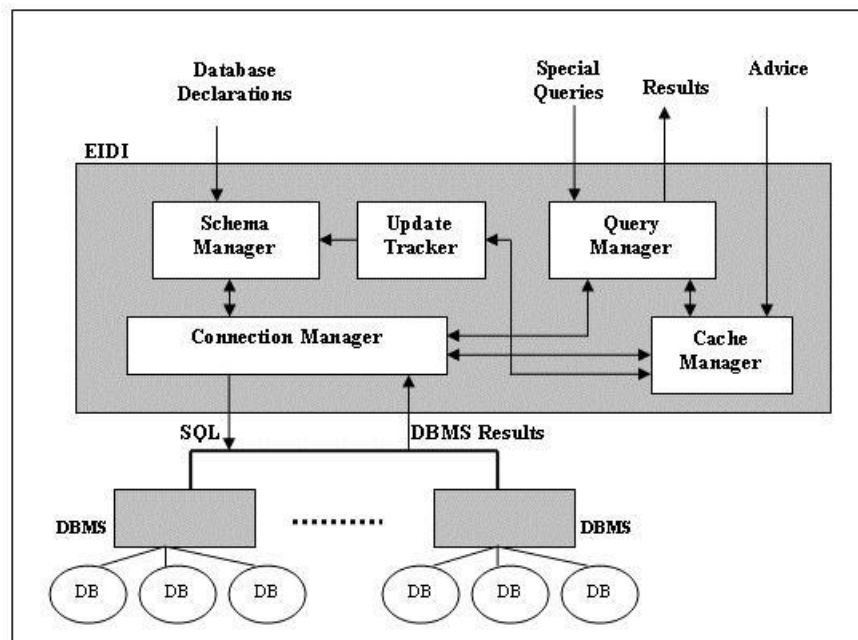 Database
Declarations
Special
Queries
Results
Advice
EIDI
Schema
Manager
Update
Tracker
Query
Manager
Connection Manager
Cache
Manager
SQL
DBMS Results
DBMS
DBMS
DB
DB
DB
DB
DB
DB